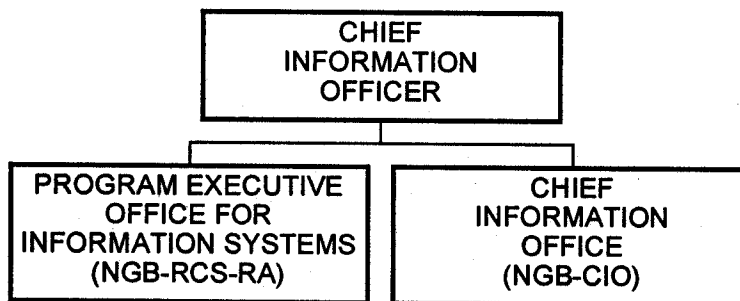 CHIEF
INFORMATION
OFFICER
PROGRAM EXECUTIVE
OFFICE FOR
INFORMATION SYSTEMS
(NGB-RCS-RA)
CHIEF
INFORMATION
OFFICE
(NGB-CIO)